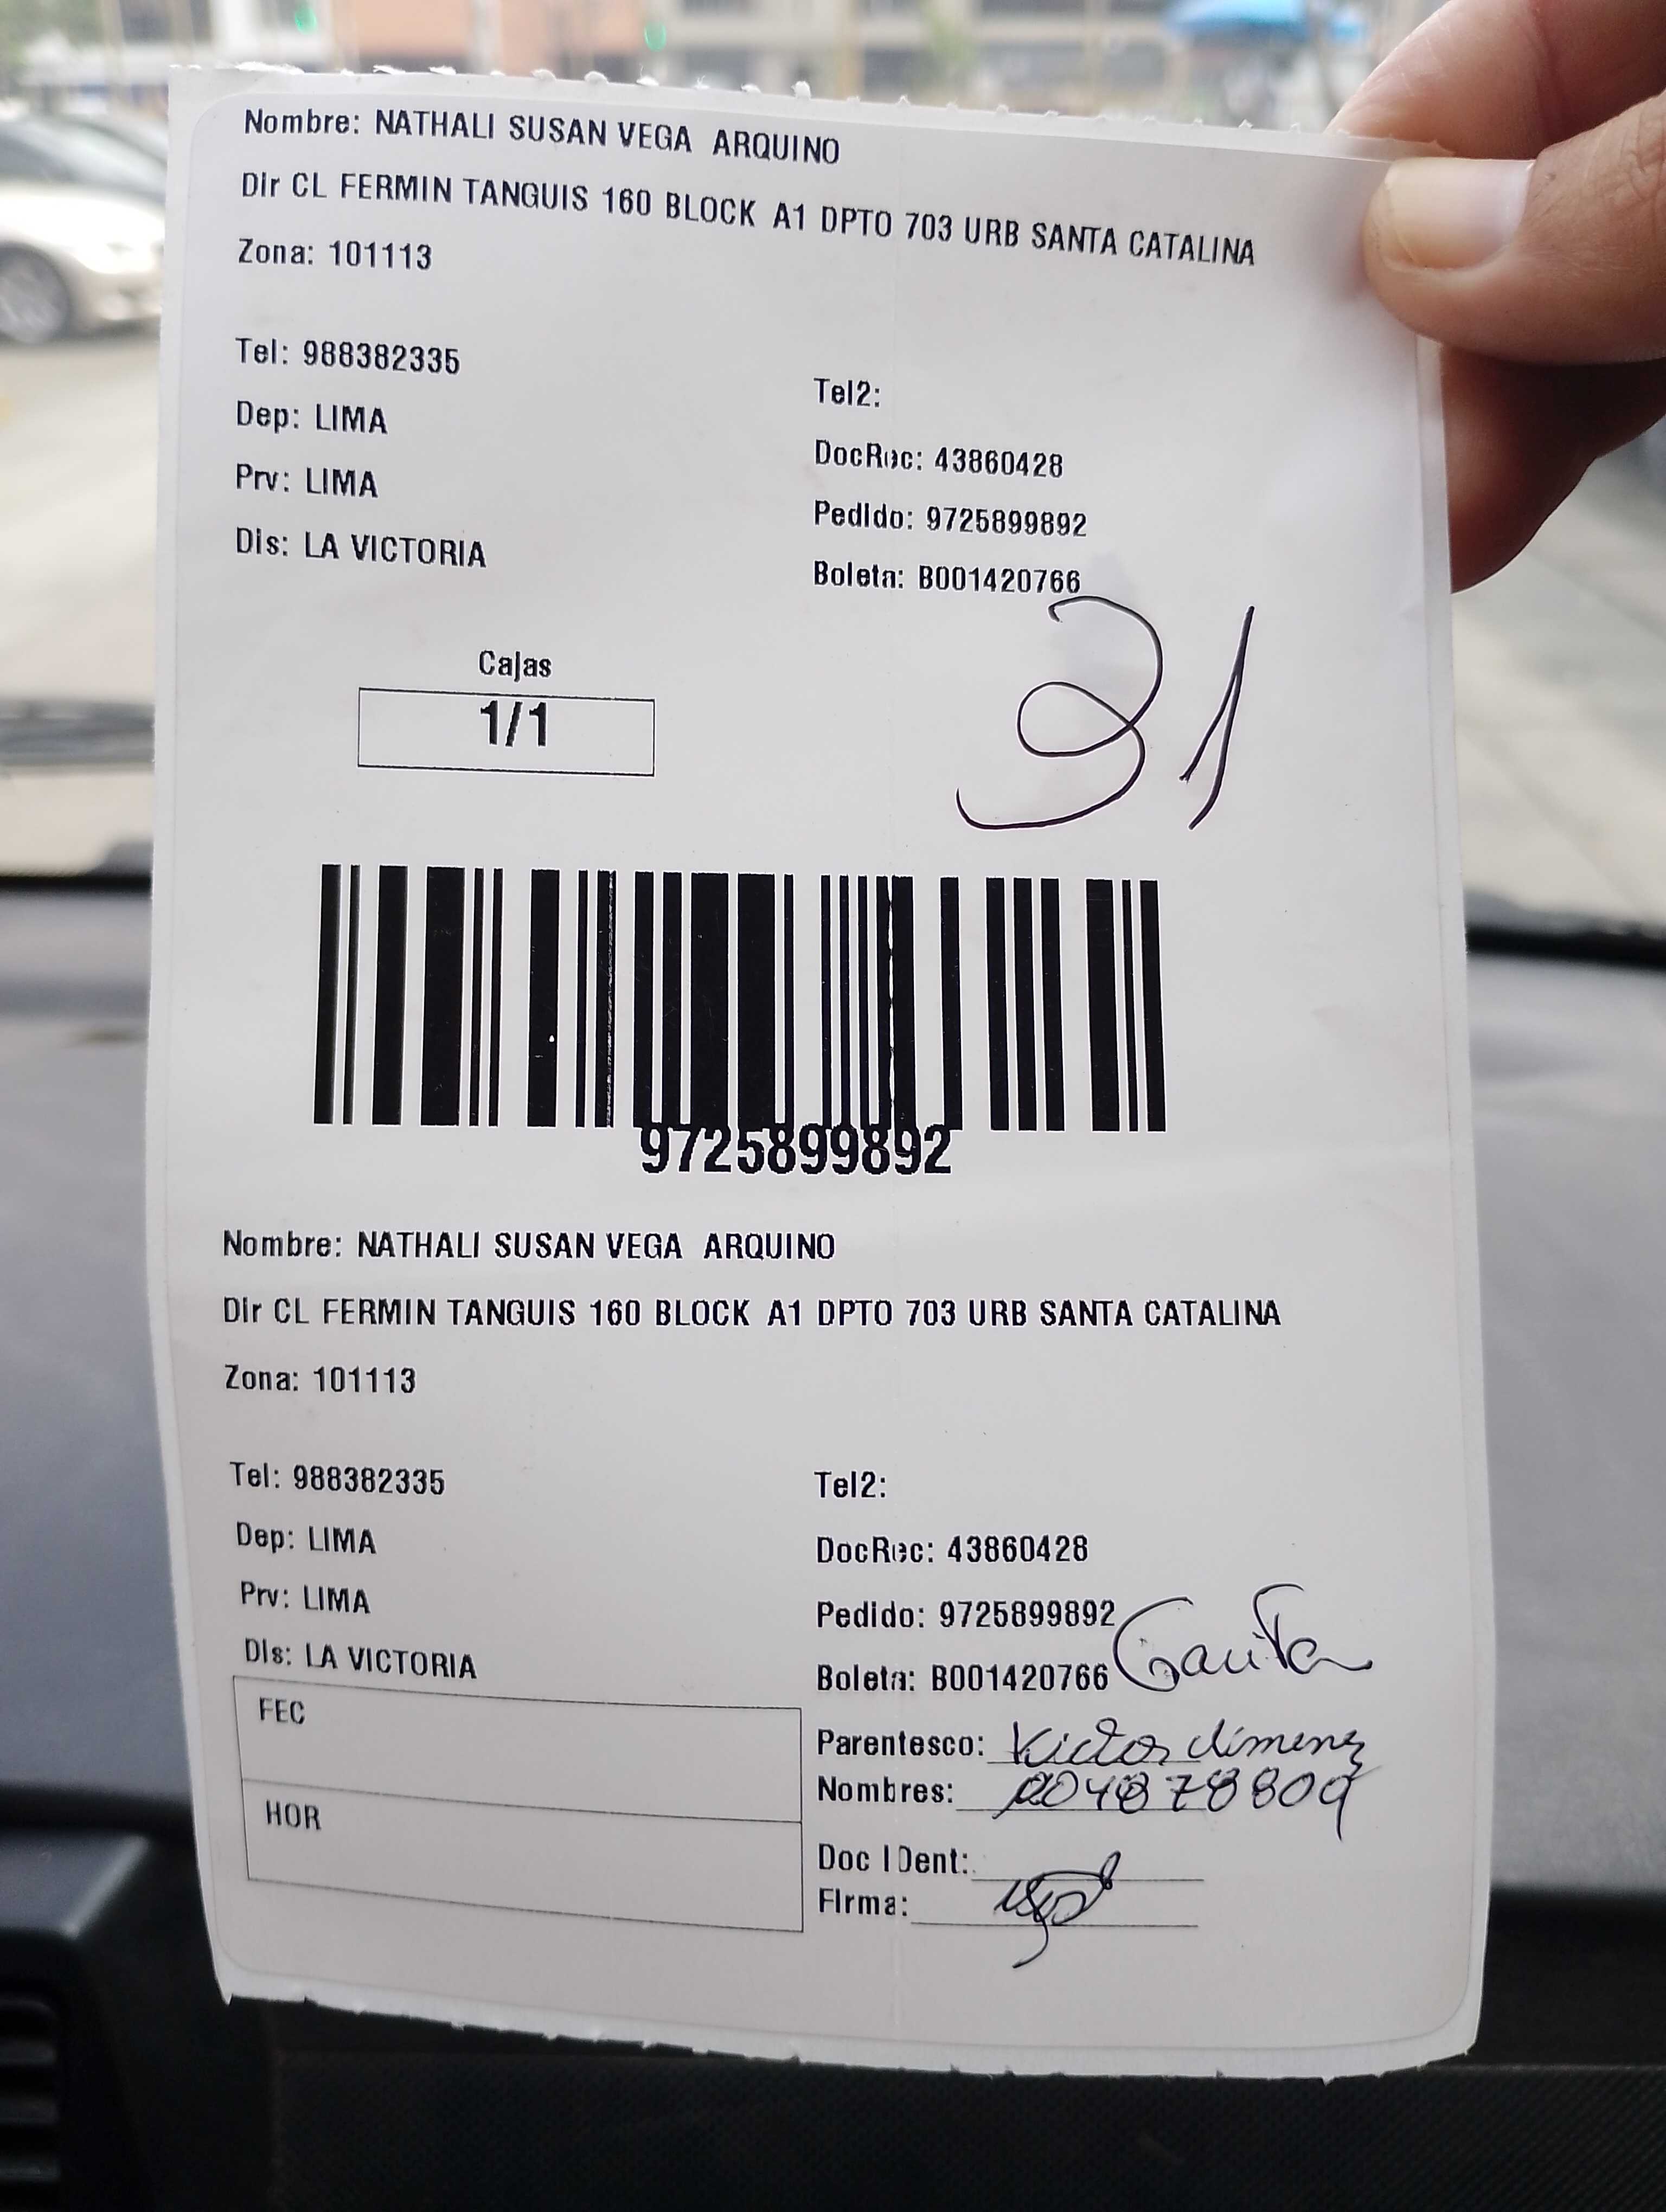 Nombre: NATHALI SUSAN VEGA ARQUINO
Dir CL FERMIN TANGUIS 160 BLOCK A1 DPTO 703 URB SANTA CATALINA
Zona: 101113
Tel: 988382335
Tel2:
Dep: LIMA
DocRec: 43860428
Prv: LIMA
Pedido: 9725899892
Dis: LA VICTORIA
Boleta: B001420766
31
Cajas
1/1
9725899892
Nombre: NATHALI SUSAN VEGA ARQUINO
Dir CL FERMIN TANGUIS 160 BLOCK A1 DPTO 703 URB SANTA CATALINA
Zona: 101113
Tel: 988382335
Tel2:
Dep: LIMA
DocRec: 43860428
Prv: LIMA
Pedido: 9725899892
Dis: LA VICTORIA
Boleta: B001420766
FEC
Parentesco: Victor Jimenez
Nombres:
HOR
Doc IDent:
Firma: